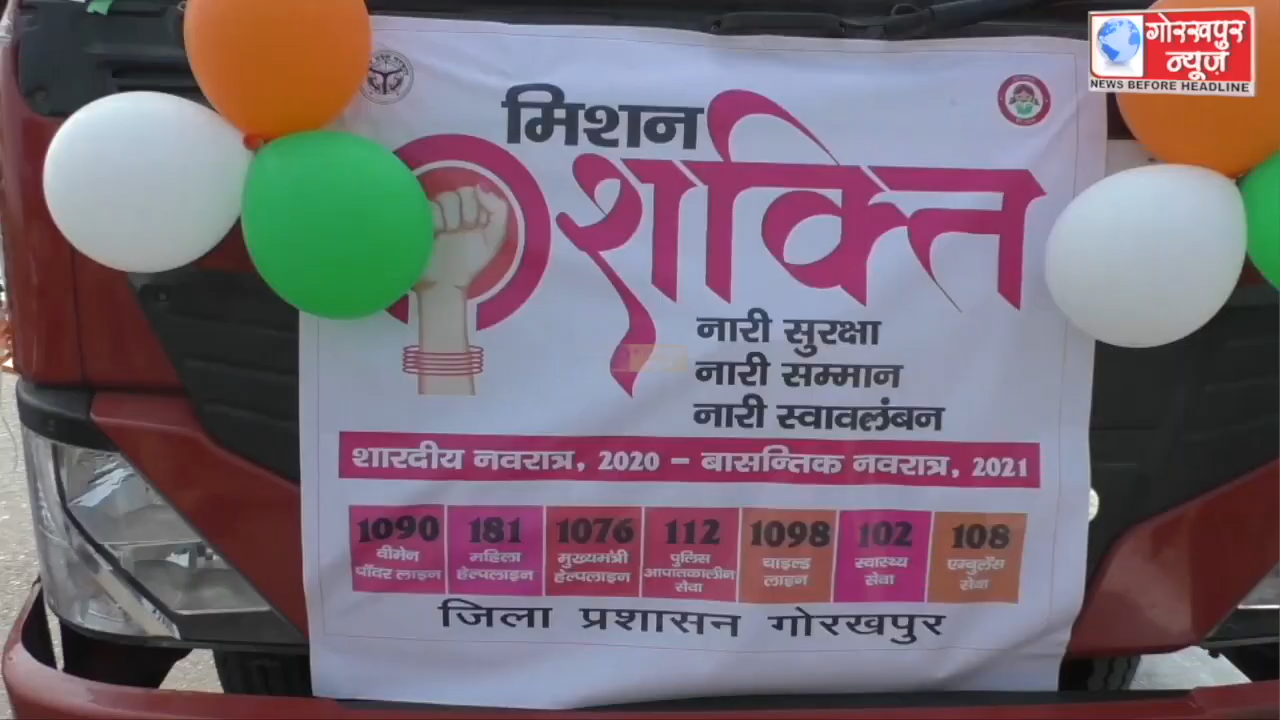 गोरखपुर
न्यूज़
NEWS BEFORE HEADLINE
मिशन
शक्ति
नारी सुरक्षा
नारी सम्मान
नारी स्वावलंबन
शारदीय नवरात्र, 2020 - बासन्तिक नवरात्र, 2021
1090 181 1076 112 1098 102 108
वीमेन महिला मुख्यमंत्री पुलिस चाइल्ड स्वास्थ्य एम्बुलेंस
पॉवर लाइन हेल्पलाइन हेल्पलाइन आपातकालीन लाइन सेवा सेवा
सेवा
जिला प्रशासन गोरखपुर